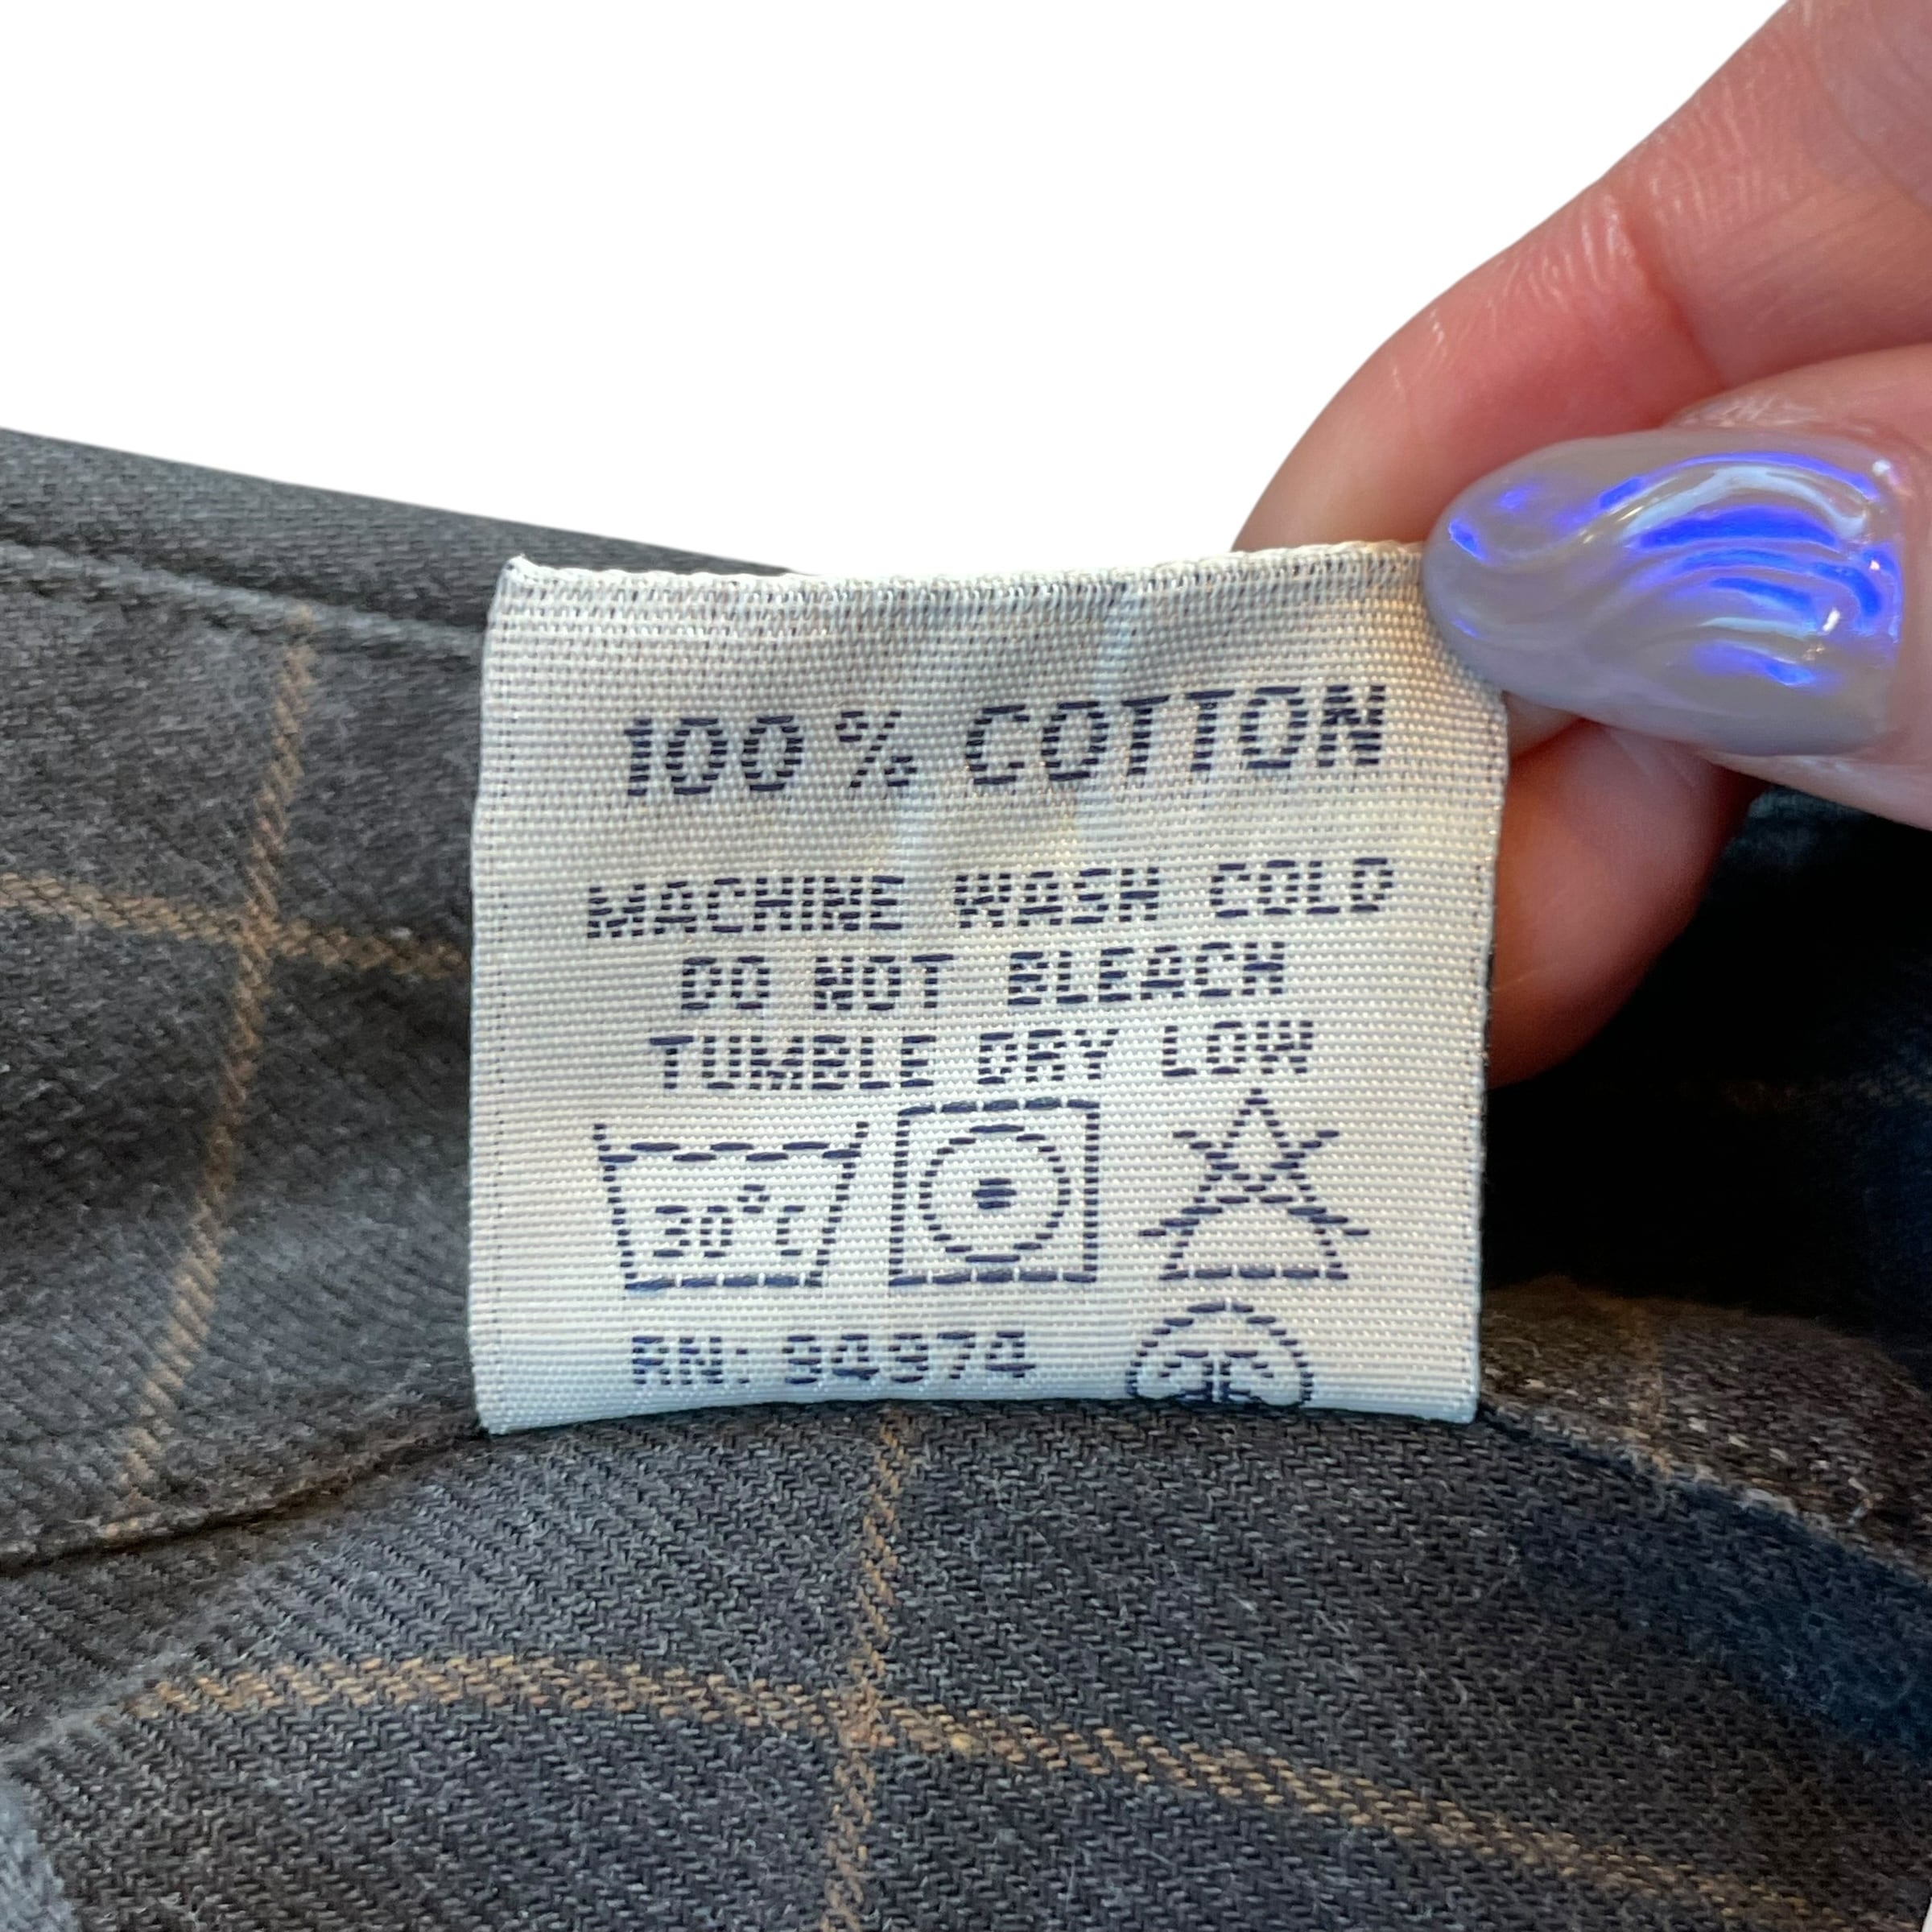 100% COTTON
MACHINE WASH COLD
DO NOT BLEACH
TUMBLE DRY LOW
30°C
RN: 94974